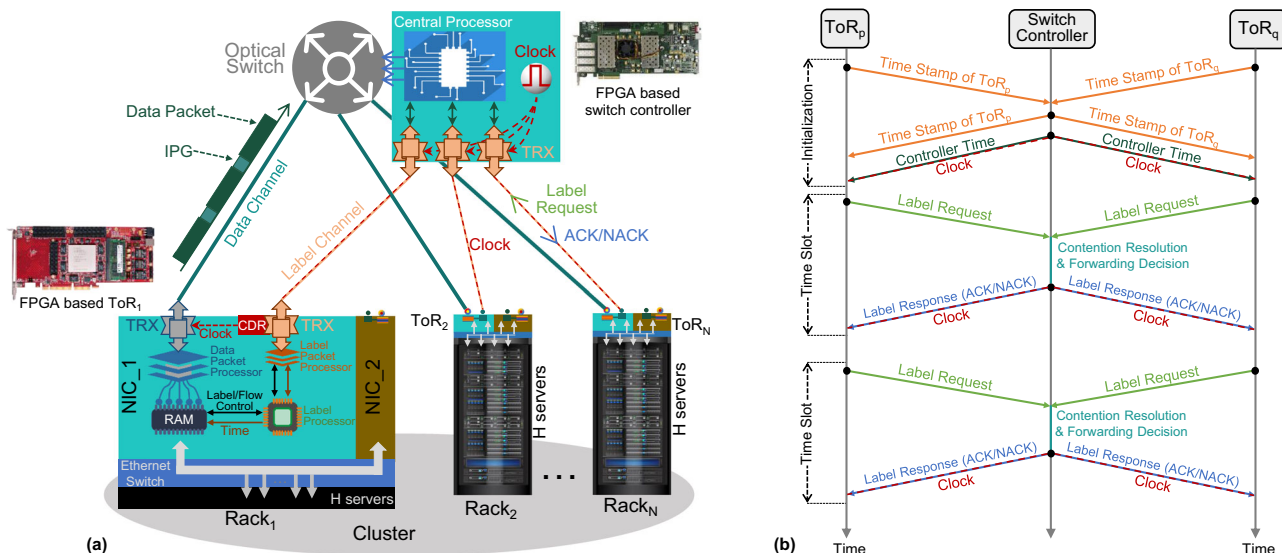 Optical
Switch
Central Processor
Clock
FPGA based
switch controller
TRX
Data Packet
IPG
Data Channel
Label Channel
Clock
Label
Request
ACK/NACK
FPGA based ToR1
TRX
Clock
CDR
TRX
NIC_1
Data
Packet
Processor
Label
Packet
Processor
NIC_2
Label/Flow
Control
RAM
Time
Label
Processor
Ethernet
Switch
H servers
Rack1
ToR2
H servers
Rack2
...
ToRN
H servers
RackN
Cluster
(a)
ToRp
Switch
Controller
ToRq
Initialization
Time Stamp of ToRp
Time Stamp of ToRq
Time Stamp of ToRp
Time Stamp of ToRq
Controller Time
Clock
Controller Time
Clock
Time Slot
Label Request
Label Request
Contention Resolution
& Forwarding Decision
Label Response (ACK/NACK)
Clock
Label Response (ACK/NACK)
Clock
Time Slot
Label Request
Label Request
Contention Resolution
& Forwarding Decision
Label Response (ACK/NACK)
Clock
Label Response (ACK/NACK)
Clock
(b)
Time
Time